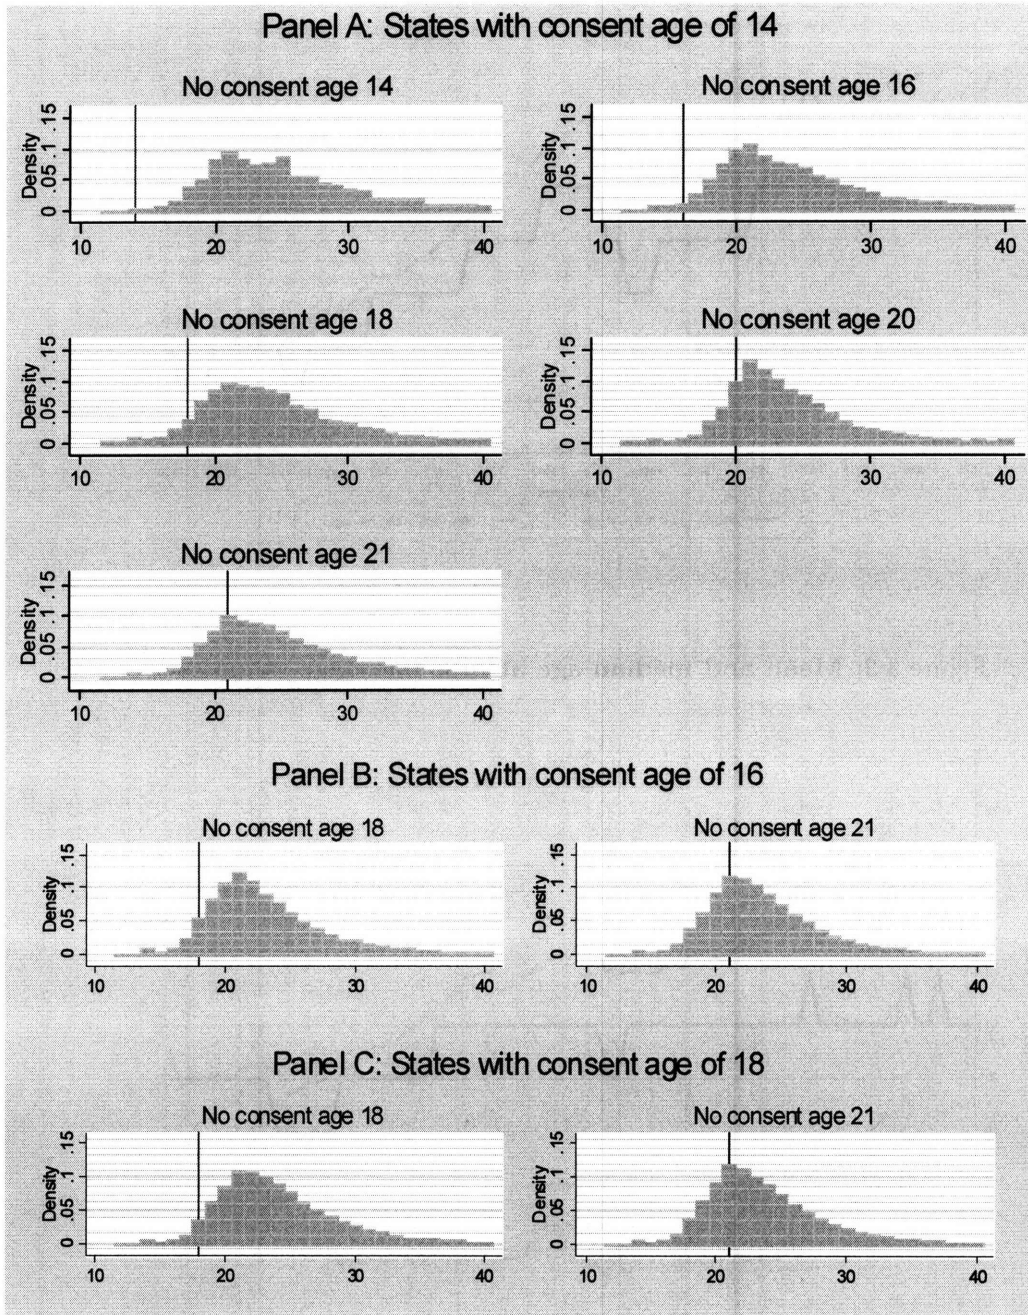 Panel A: States with consent age of 14
No consent age 14
Density
0 .05 .1 .15
10 20 30 40
No consent age 16
Density
0 .05 .1 .15
10 20 30 40
No consent age 18
Density
0 .05 .1 .15
10 20 30 40
No consent age 20
Density
0 .05 .1 .15
10 20 30 40
No consent age 21
Density
0 .05 .1 .15
10 20 30 40
Panel B: States with consent age of 16
No consent age 18
Density
0 .05 .1 .15
10 20 30 40
No consent age 21
Density
0 .05 .1 .15
10 20 30 40
Panel C: States with consent age of 18
No consent age 18
Density
0 .05 .1 .15
10 20 30 40
No consent age 21
Density
0 .05 .1 .15
10 20 30 40